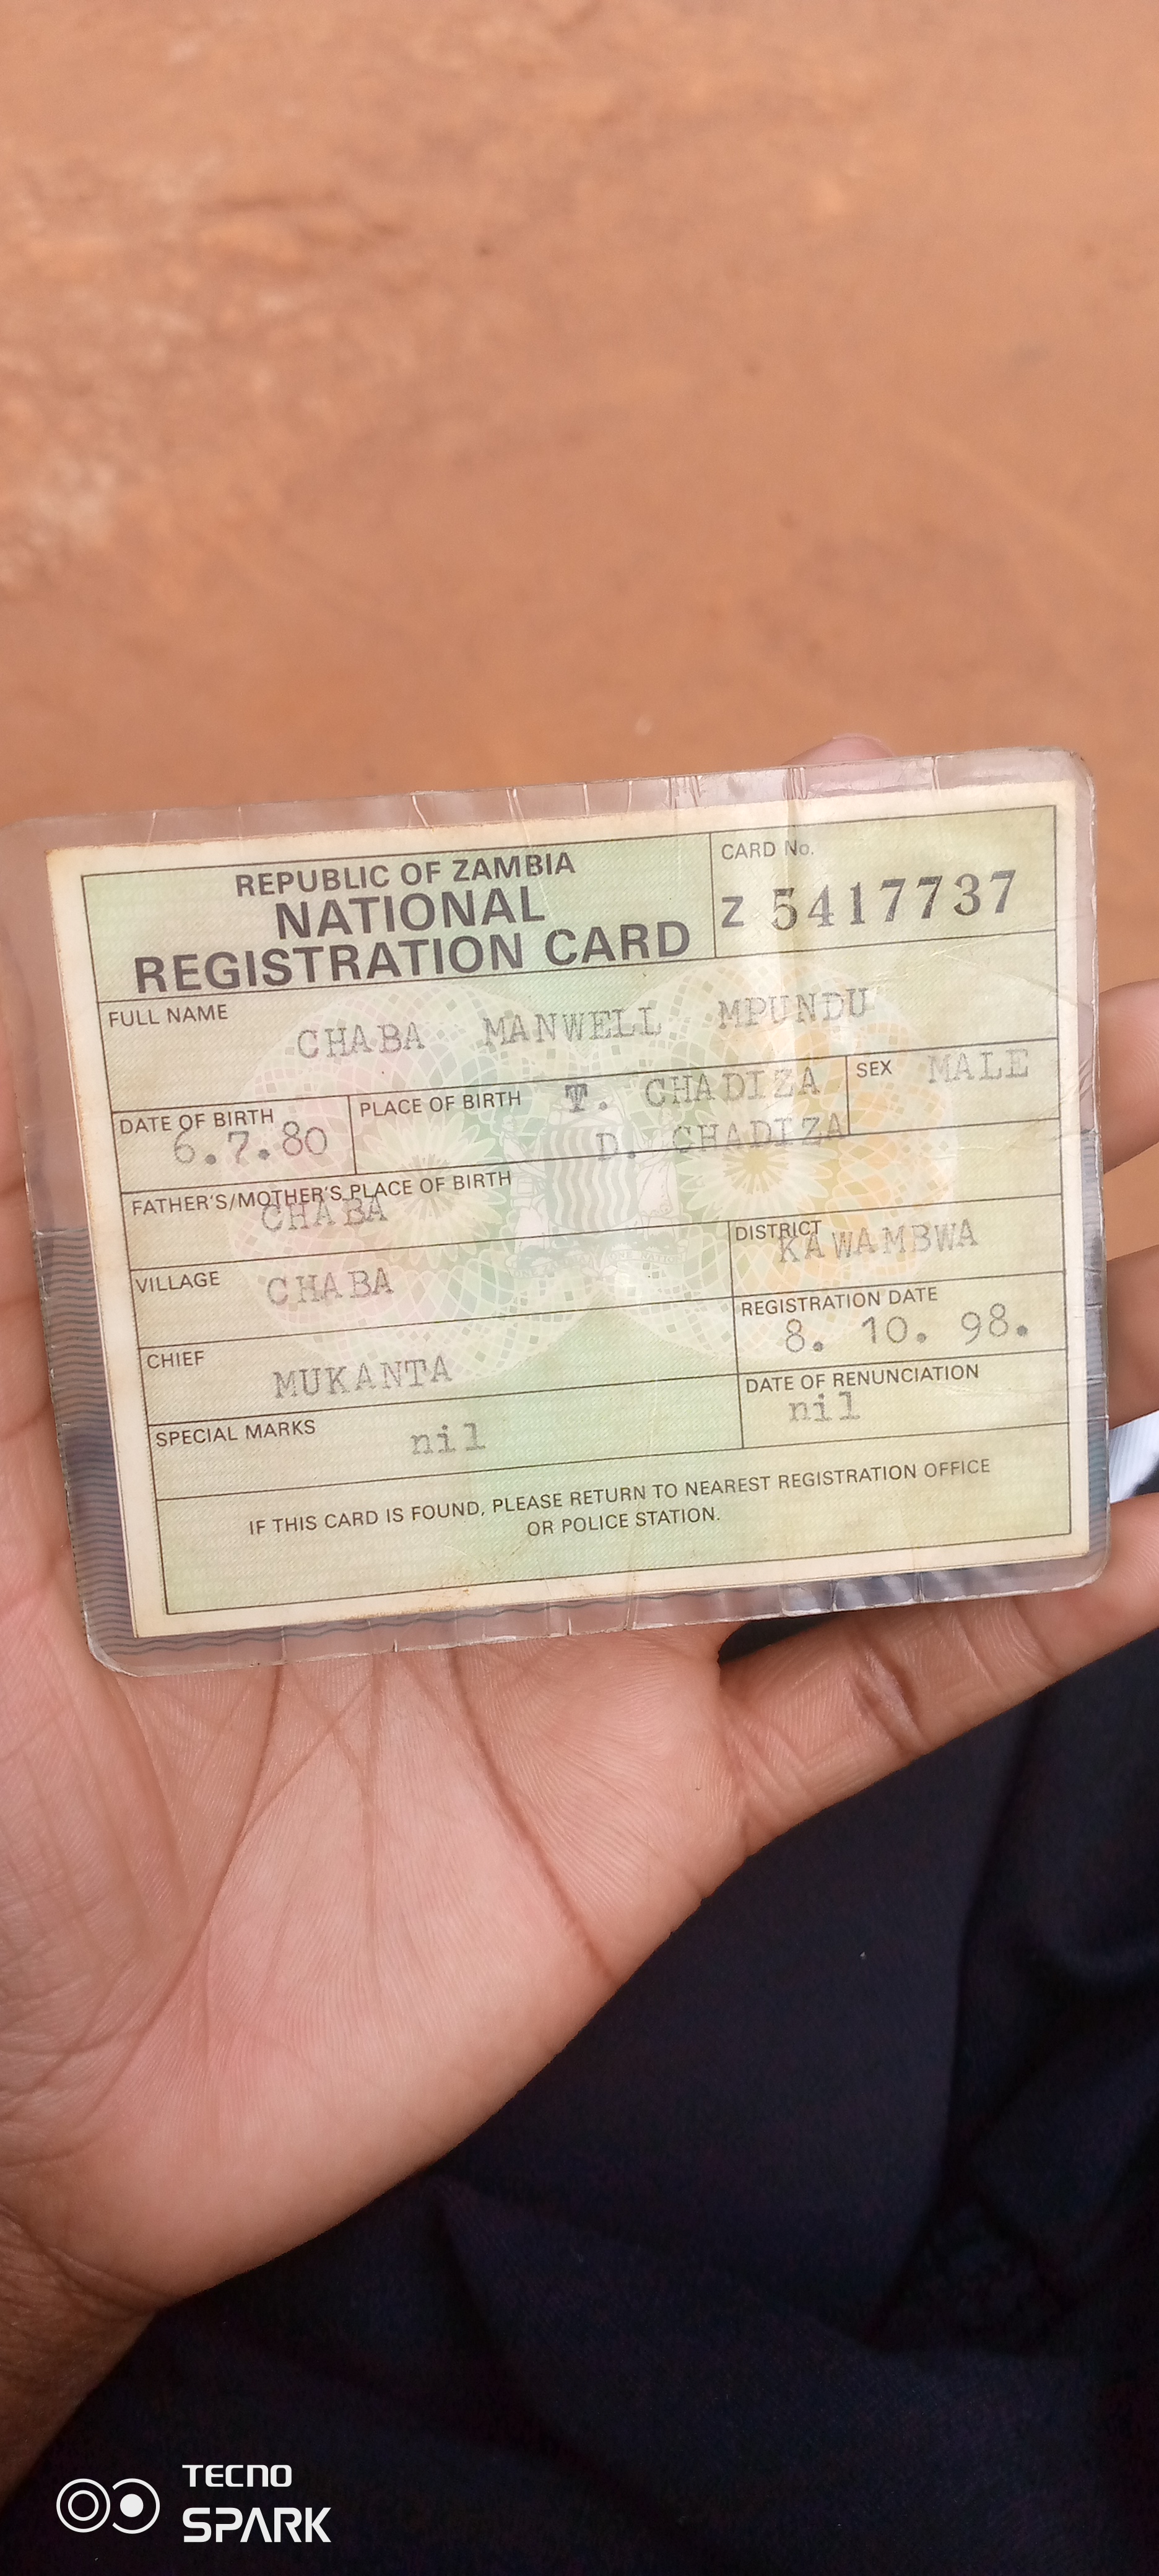 REPUBLIC OF ZAMBIA
NATIONAL
REGISTRATION CARD
CARD No.
Z 5417737
FULL NAME
CHABA MANWELL MPUNDU
DATE OF BIRTH
6.7.80
PLACE OF BIRTH
T. CHADIZA
D. CHADIZA
SEX MALE
FATHER'S/MOTHER'S PLACE OF BIRTH
CHABA
VILLAGE CHABA
DISTRICT
KAWAMBWA
REGISTRATION DATE
8. 10. 98.
CHIEF
MUKANTA
DATE OF RENUNCIATION
nil
SPECIAL MARKS nil
IF THIS CARD IS FOUND, PLEASE RETURN TO NEAREST REGISTRATION OFFICE
OR POLICE STATION.
TECNO
SPARK